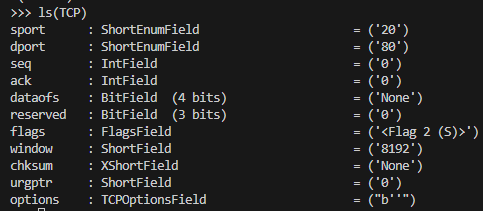 >>> ls(TCP)
sport      : ShortEnumField                      = ('20')
dport      : ShortEnumField                      = ('80')
seq        : IntField                            = ('0')
ack        : IntField                            = ('0')
dataofs    : BitField  (4 bits)                  = ('None')
reserved   : BitField  (3 bits)                  = ('0')
flags      : FlagsField                          = ('<Flag 2 (S)>')
window     : ShortField                          = ('8192')
chksum     : XShortField                         = ('None')
urgptr     : ShortField                          = ('0')
options    : TCPOptionsField                     = ("b''")